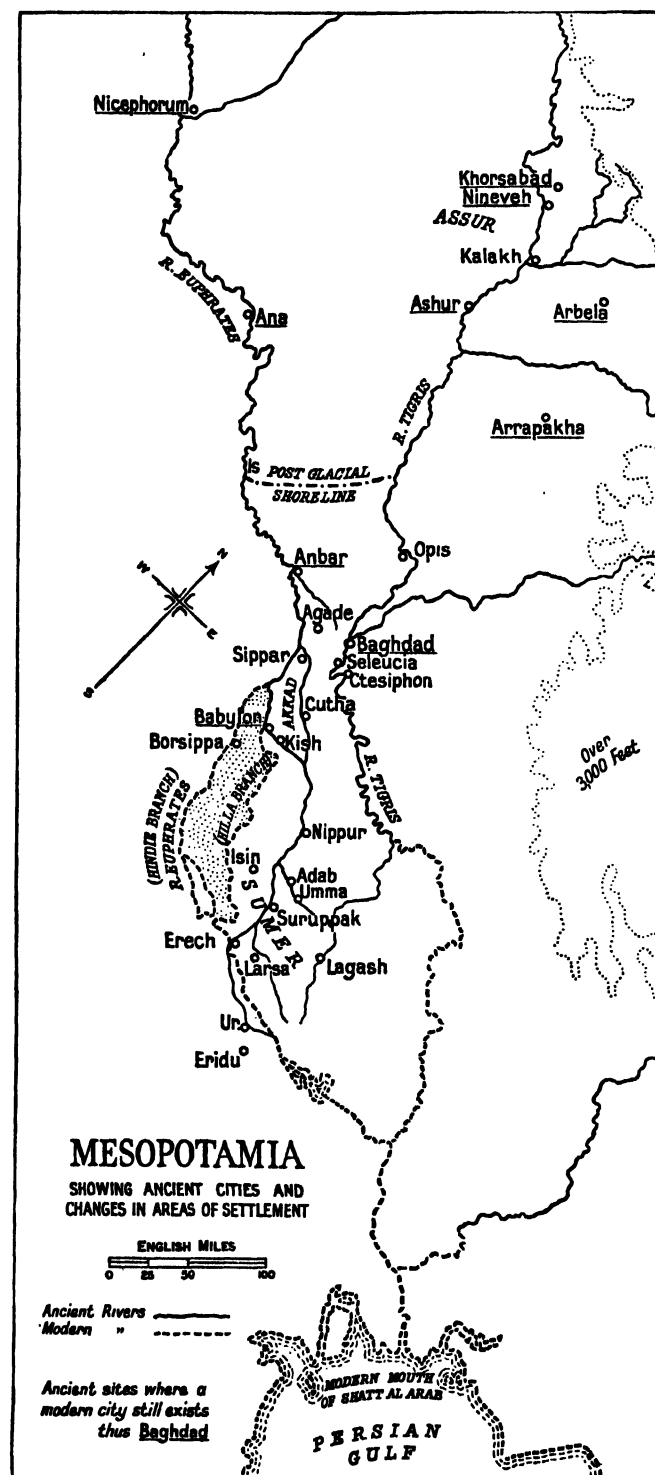 Nicephorum
Khorsabad
Nineveh
ASSUR
Kalakh
R. EUPHRATES
Ana
Ashur
Arbela
R. TIGRIS
Arrapakha
is
POST GLACIAL
SHORELINE
Opis
Anbar
N
W
E
S
Agade
Baghdad
Sippar
Seleucia
Ctesiphon
AKKAD
Cutha
Babylon
Borsippa
Kish
Over
3,000 Feet
R. TIGRIS
(HILLA BRANCH)
(HINDIE BRANCH)
R. EUPHRATES
Nippur
Isin
Adab
Umma
SUMER
Suruppak
Erech
Larsa
Lagash
Ur
Eridu
MESOPOTAMIA
SHOWING ANCIENT CITIES AND
CHANGES IN AREAS OF SETTLEMENT
ENGLISH MILES
0 25 50 100
Ancient Rivers
Modern "
Ancient sites where a
modern city still exists
thus Baghdad
MODERN MOUTH
OF SHATT AL ARAB
PERSIAN
GULF